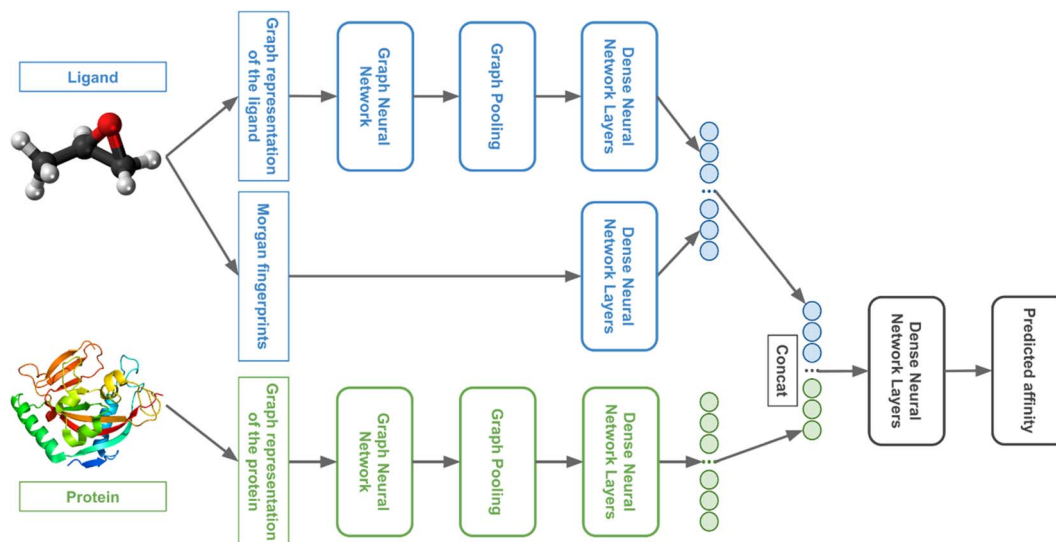 Ligand
Graph representation
of the ligand
Graph Neural
Network
Graph Pooling
Dense Neural
Network Layers
Morgan fingerprints
Dense Neural
Network Layers
Protein
Graph representation
of the protein
Graph Neural
Network
Graph Pooling
Dense Neural
Network Layers
Concat
Dense Neural
Network Layers
Predicted affinity